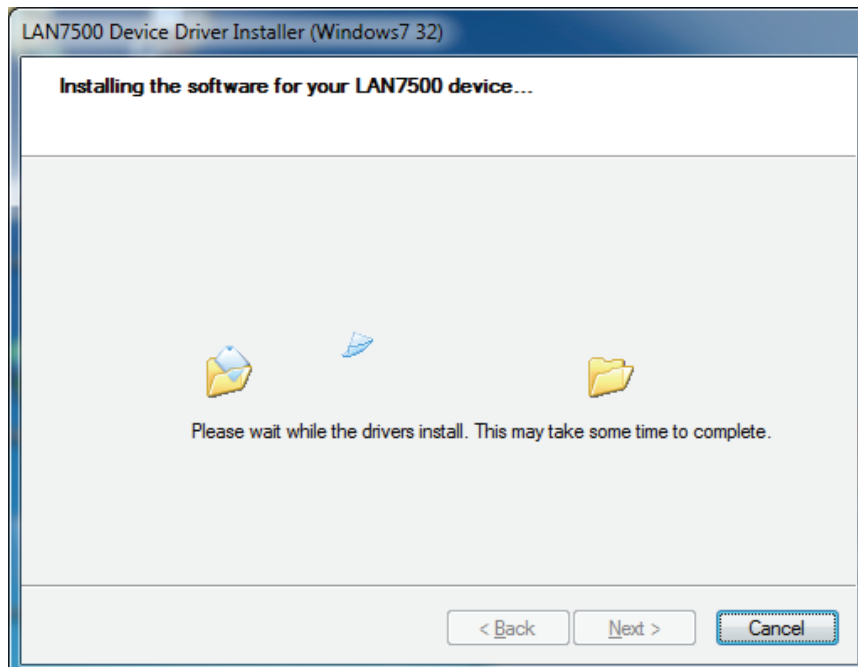 LAN7500 Device Driver Installer (Windows7 32)
Installing the software for your LAN7500 device...
Please wait while the drivers install. This may take some time to complete.
< Back
Next >
Cancel